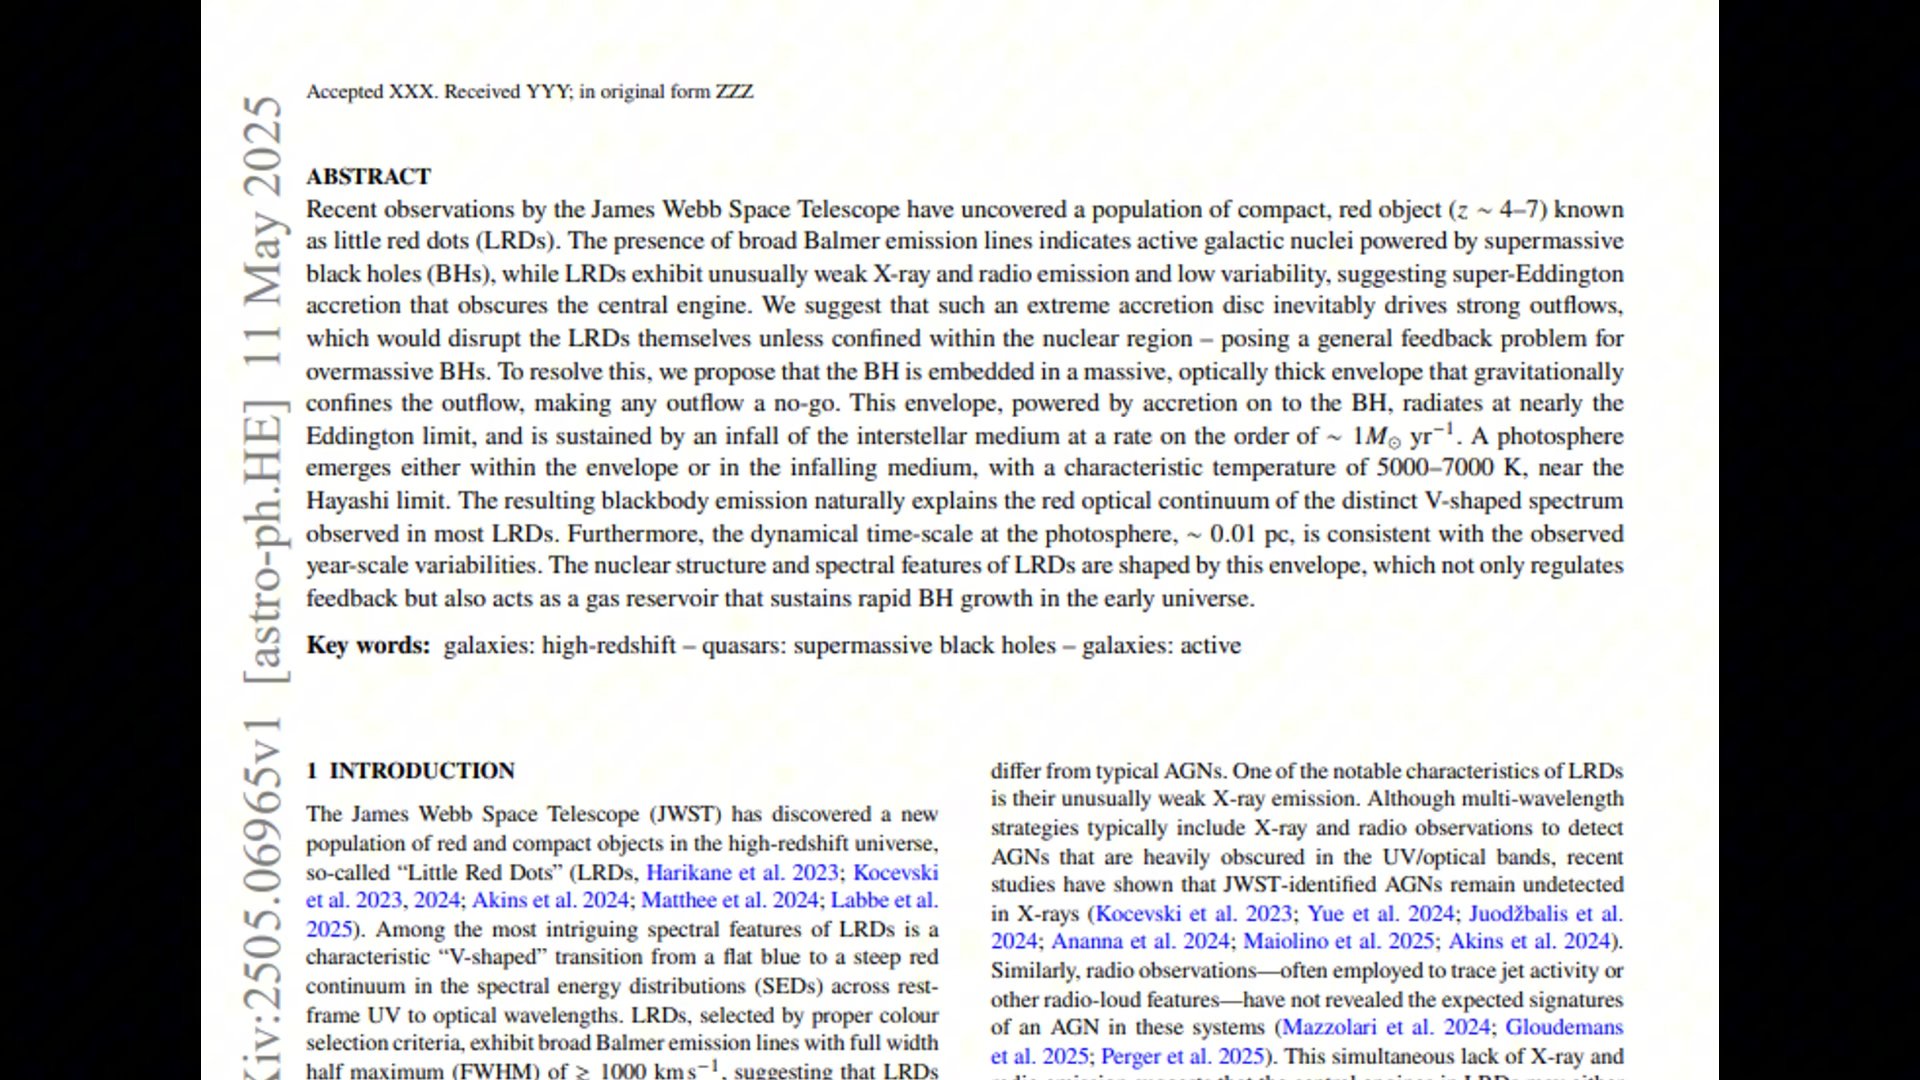 Accepted XXX. Received YYY; in original form ZZZ
ABSTRACT
Recent observations by the James Webb Space Telescope have uncovered a population of compact, red object (z ~ 4–7) known
as little red dots (LRDs). The presence of broad Balmer emission lines indicates active galactic nuclei powered by supermassive
black holes (BHs), while LRDs exhibit unusually weak X-ray and radio emission and low variability, suggesting super-Eddington
accretion that obscures the central engine. We suggest that such an extreme accretion disc inevitably drives strong outflows,
which would disrupt the LRDs themselves unless confined within the nuclear region – posing a general feedback problem for
overmassive BHs. To resolve this, we propose that the BH is embedded in a massive, optically thick envelope that gravitationally
confines the outflow, making any outflow a no-go. This envelope, powered by accretion on to the BH, radiates at nearly the
Eddington limit, and is sustained by an infall of the interstellar medium at a rate on the order of ~ 1M⊙ yr⁻¹. A photosphere
emerges either within the envelope or in the infalling medium, with a characteristic temperature of 5000–7000 K, near the
Hayashi limit. The resulting blackbody emission naturally explains the red optical continuum of the distinct V-shaped spectrum
observed in most LRDs. Furthermore, the dynamical time-scale at the photosphere, ~ 0.01 pc, is consistent with the observed
year-scale variabilities. The nuclear structure and spectral features of LRDs are shaped by this envelope, which not only regulates
feedback but also acts as a gas reservoir that sustains rapid BH growth in the early universe.
Key words: galaxies: high-redshift – quasars: supermassive black holes – galaxies: active
1 INTRODUCTION
The James Webb Space Telescope (JWST) has discovered a new
population of red and compact objects in the high-redshift universe,
so-called “Little Red Dots” (LRDs, Harikane et al. 2023; Kocevski
et al. 2023, 2024; Akins et al. 2024; Matthee et al. 2024; Labbe et al.
2025). Among the most intriguing spectral features of LRDs is a
characteristic “V-shaped” transition from a flat blue to a steep red
continuum in the spectral energy distributions (SEDs) across rest-
frame UV to optical wavelengths. LRDs, selected by proper colour
selection criteria, exhibit broad Balmer emission lines with full width
half maximum (FWHM) of ≥ 1000 km s⁻¹, suggesting that LRDs
differ from typical AGNs. One of the notable characteristics of LRDs
is their unusually weak X-ray emission. Although multi-wavelength
strategies typically include X-ray and radio observations to detect
AGNs that are heavily obscured in the UV/optical bands, recent
studies have shown that JWST-identified AGNs remain undetected
in X-rays (Kocevski et al. 2023; Yue et al. 2024; Juodžbalis et al.
2024; Ananna et al. 2024; Maiolino et al. 2025; Akins et al. 2024).
Similarly, radio observations—often employed to trace jet activity or
other radio-loud features—have not revealed the expected signatures
of an AGN in these systems (Mazzolari et al. 2024; Gloudemans
et al. 2025; Perger et al. 2025). This simultaneous lack of X-ray and
Xiv:2505.06965v1 [astro-ph.HE] 11 May 2025